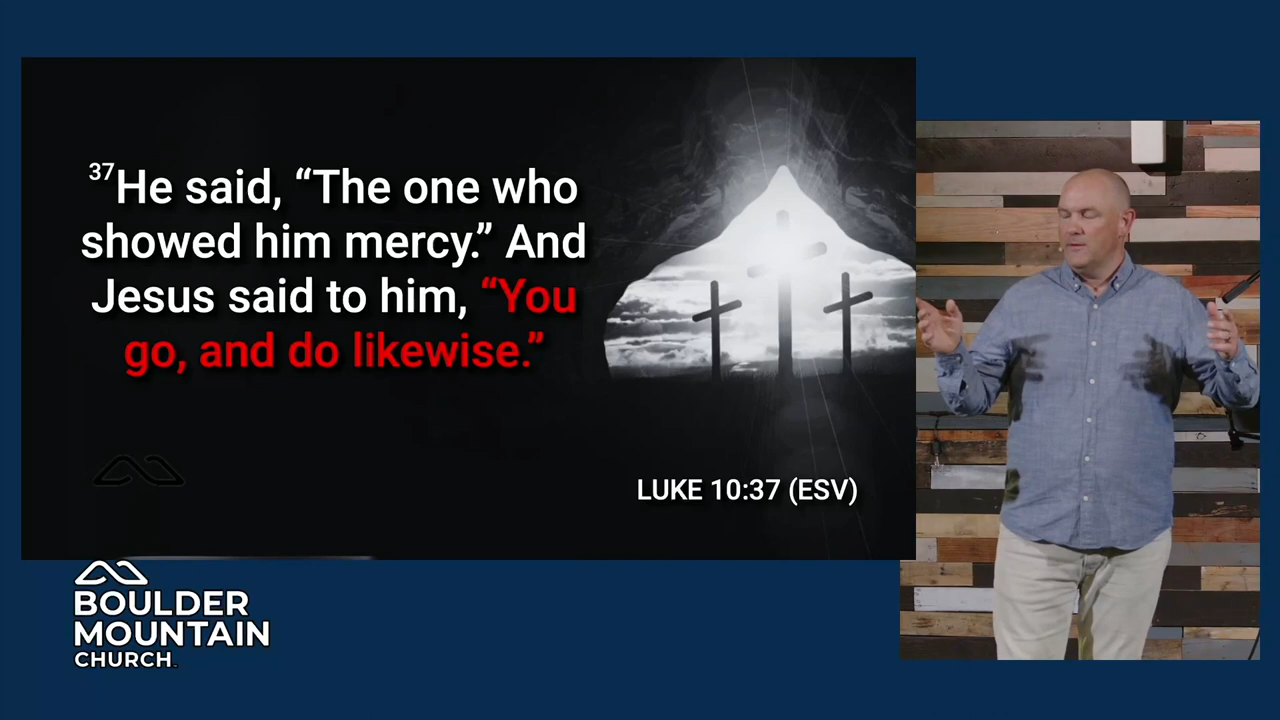 37He said, “The one who
showed him mercy.” And
Jesus said to him, “You
go, and do likewise.”
LUKE 10:37 (ESV)
BOULDER
MOUNTAIN
CHURCH.